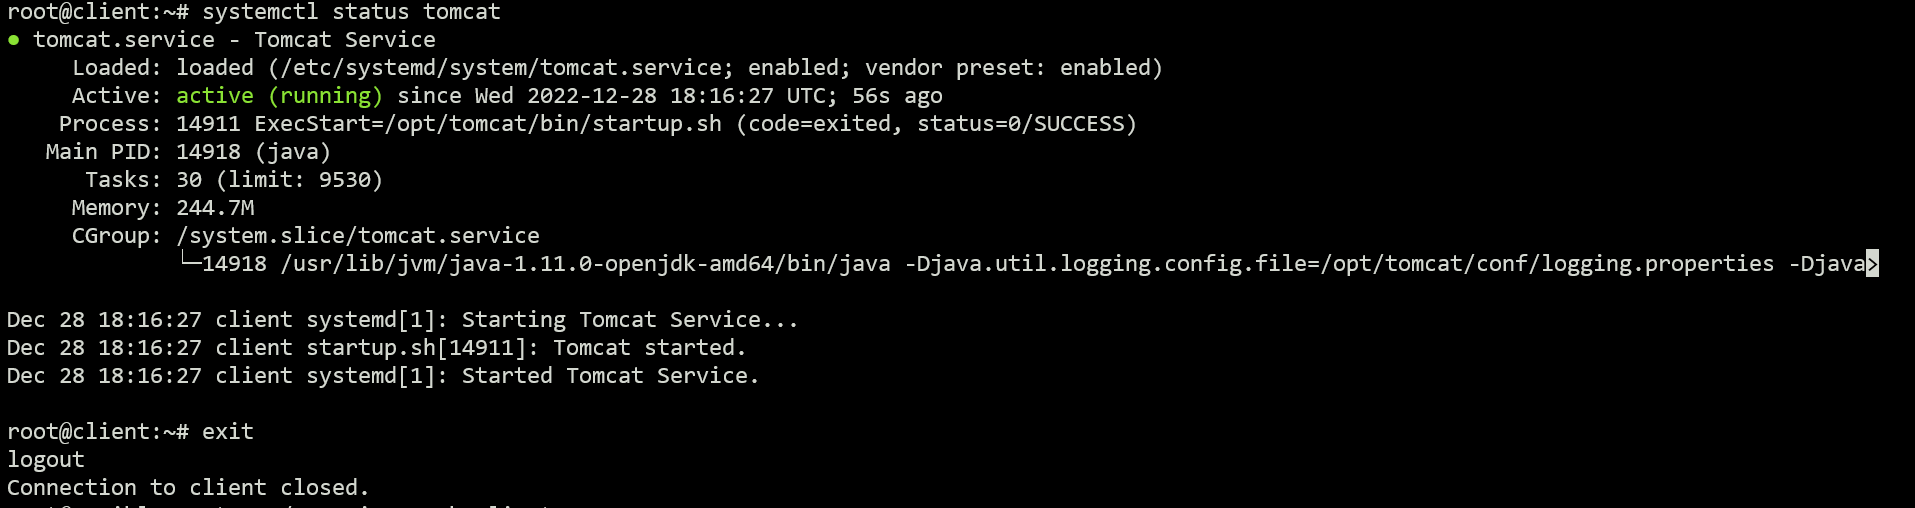 root@client:~# systemctl status tomcat
● tomcat.service - Tomcat Service
     Loaded: loaded (/etc/systemd/system/tomcat.service; enabled; vendor preset: enabled)
     Active: active (running) since Wed 2022-12-28 18:16:27 UTC; 56s ago
    Process: 14911 ExecStart=/opt/tomcat/bin/startup.sh (code=exited, status=0/SUCCESS)
   Main PID: 14918 (java)
      Tasks: 30 (limit: 9530)
     Memory: 244.7M
     CGroup: /system.slice/tomcat.service
             └─14918 /usr/lib/jvm/java-1.11.0-openjdk-amd64/bin/java -Djava.util.logging.config.file=/opt/tomcat/conf/logging.properties -Djava>

Dec 28 18:16:27 client systemd[1]: Starting Tomcat Service...
Dec 28 18:16:27 client startup.sh[14911]: Tomcat started.
Dec 28 18:16:27 client systemd[1]: Started Tomcat Service.

root@client:~# exit
logout
Connection to client closed.